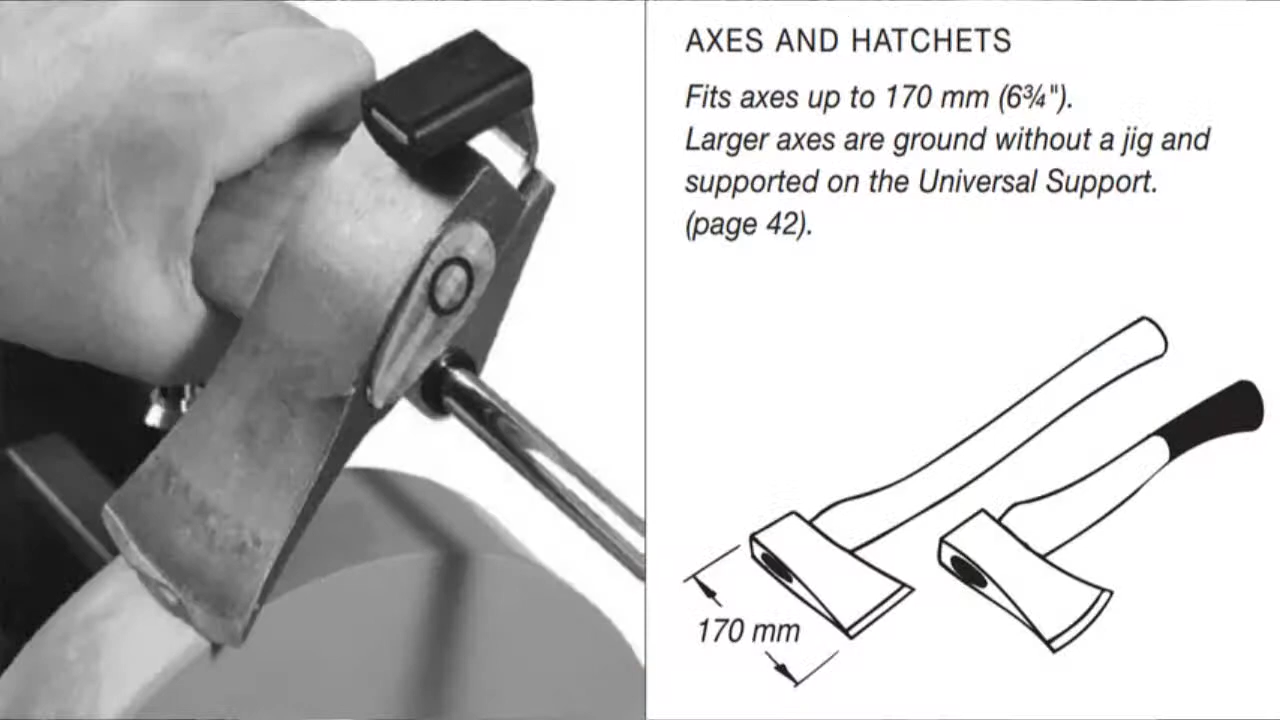 AXES AND HATCHETS
Fits axes up to 170 mm (6¾").
Larger axes are ground without a jig and
supported on the Universal Support.
(page 42).
170 mm